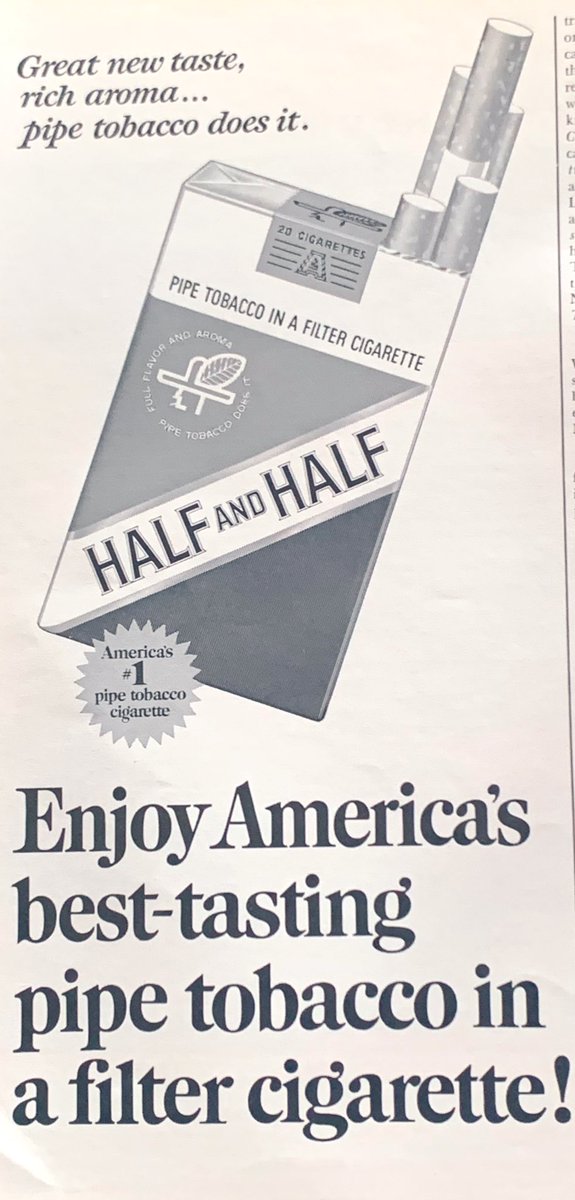 Great new taste,
rich aroma...
pipe tobacco does it.
20 CIGARETTES
A
PIPE TOBACCO IN A FILTER CIGARETTE
FULL FLAVOR AND AROMA
PIPE TOBACCO DOES IT
HALF AND HALF
America's
#1
pipe tobacco
cigarette
Enjoy America's
best-tasting
pipe tobacco in
a filter cigarette!